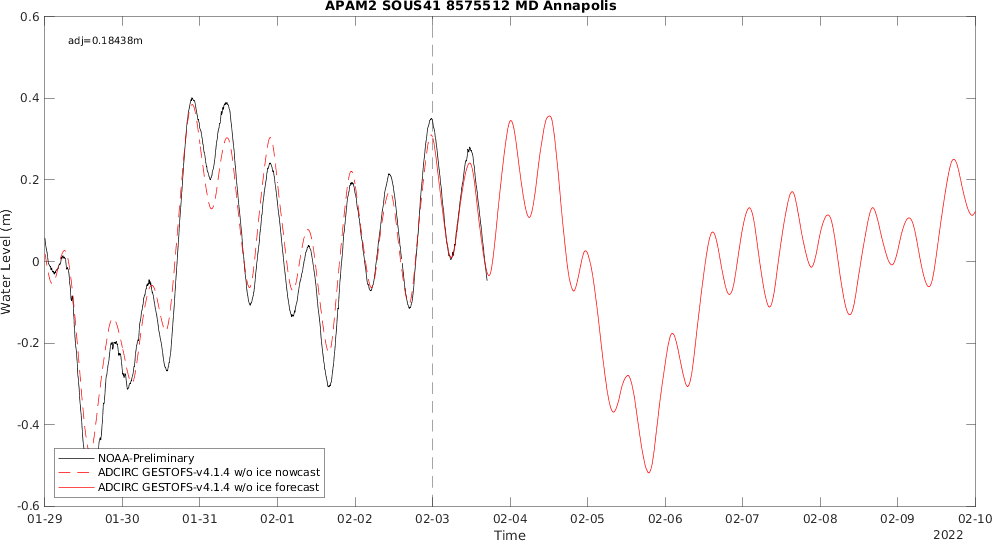 APAM2 SOUS41 8575512 MD Annapolis
0.6
adj=0.18438m
0.4
0.2
0
-0.2
-0.4
-0.6
Water Level (m)
NOAA-Preliminary
ADCIRC GESTOFS-v4.1.4 w/o ice nowcast
ADCIRC GESTOFS-v4.1.4 w/o ice forecast
01-29 01-30 01-31 02-01 02-02 02-03 02-04 02-05 02-06 02-07 02-08 02-09 02-10
Time
2022